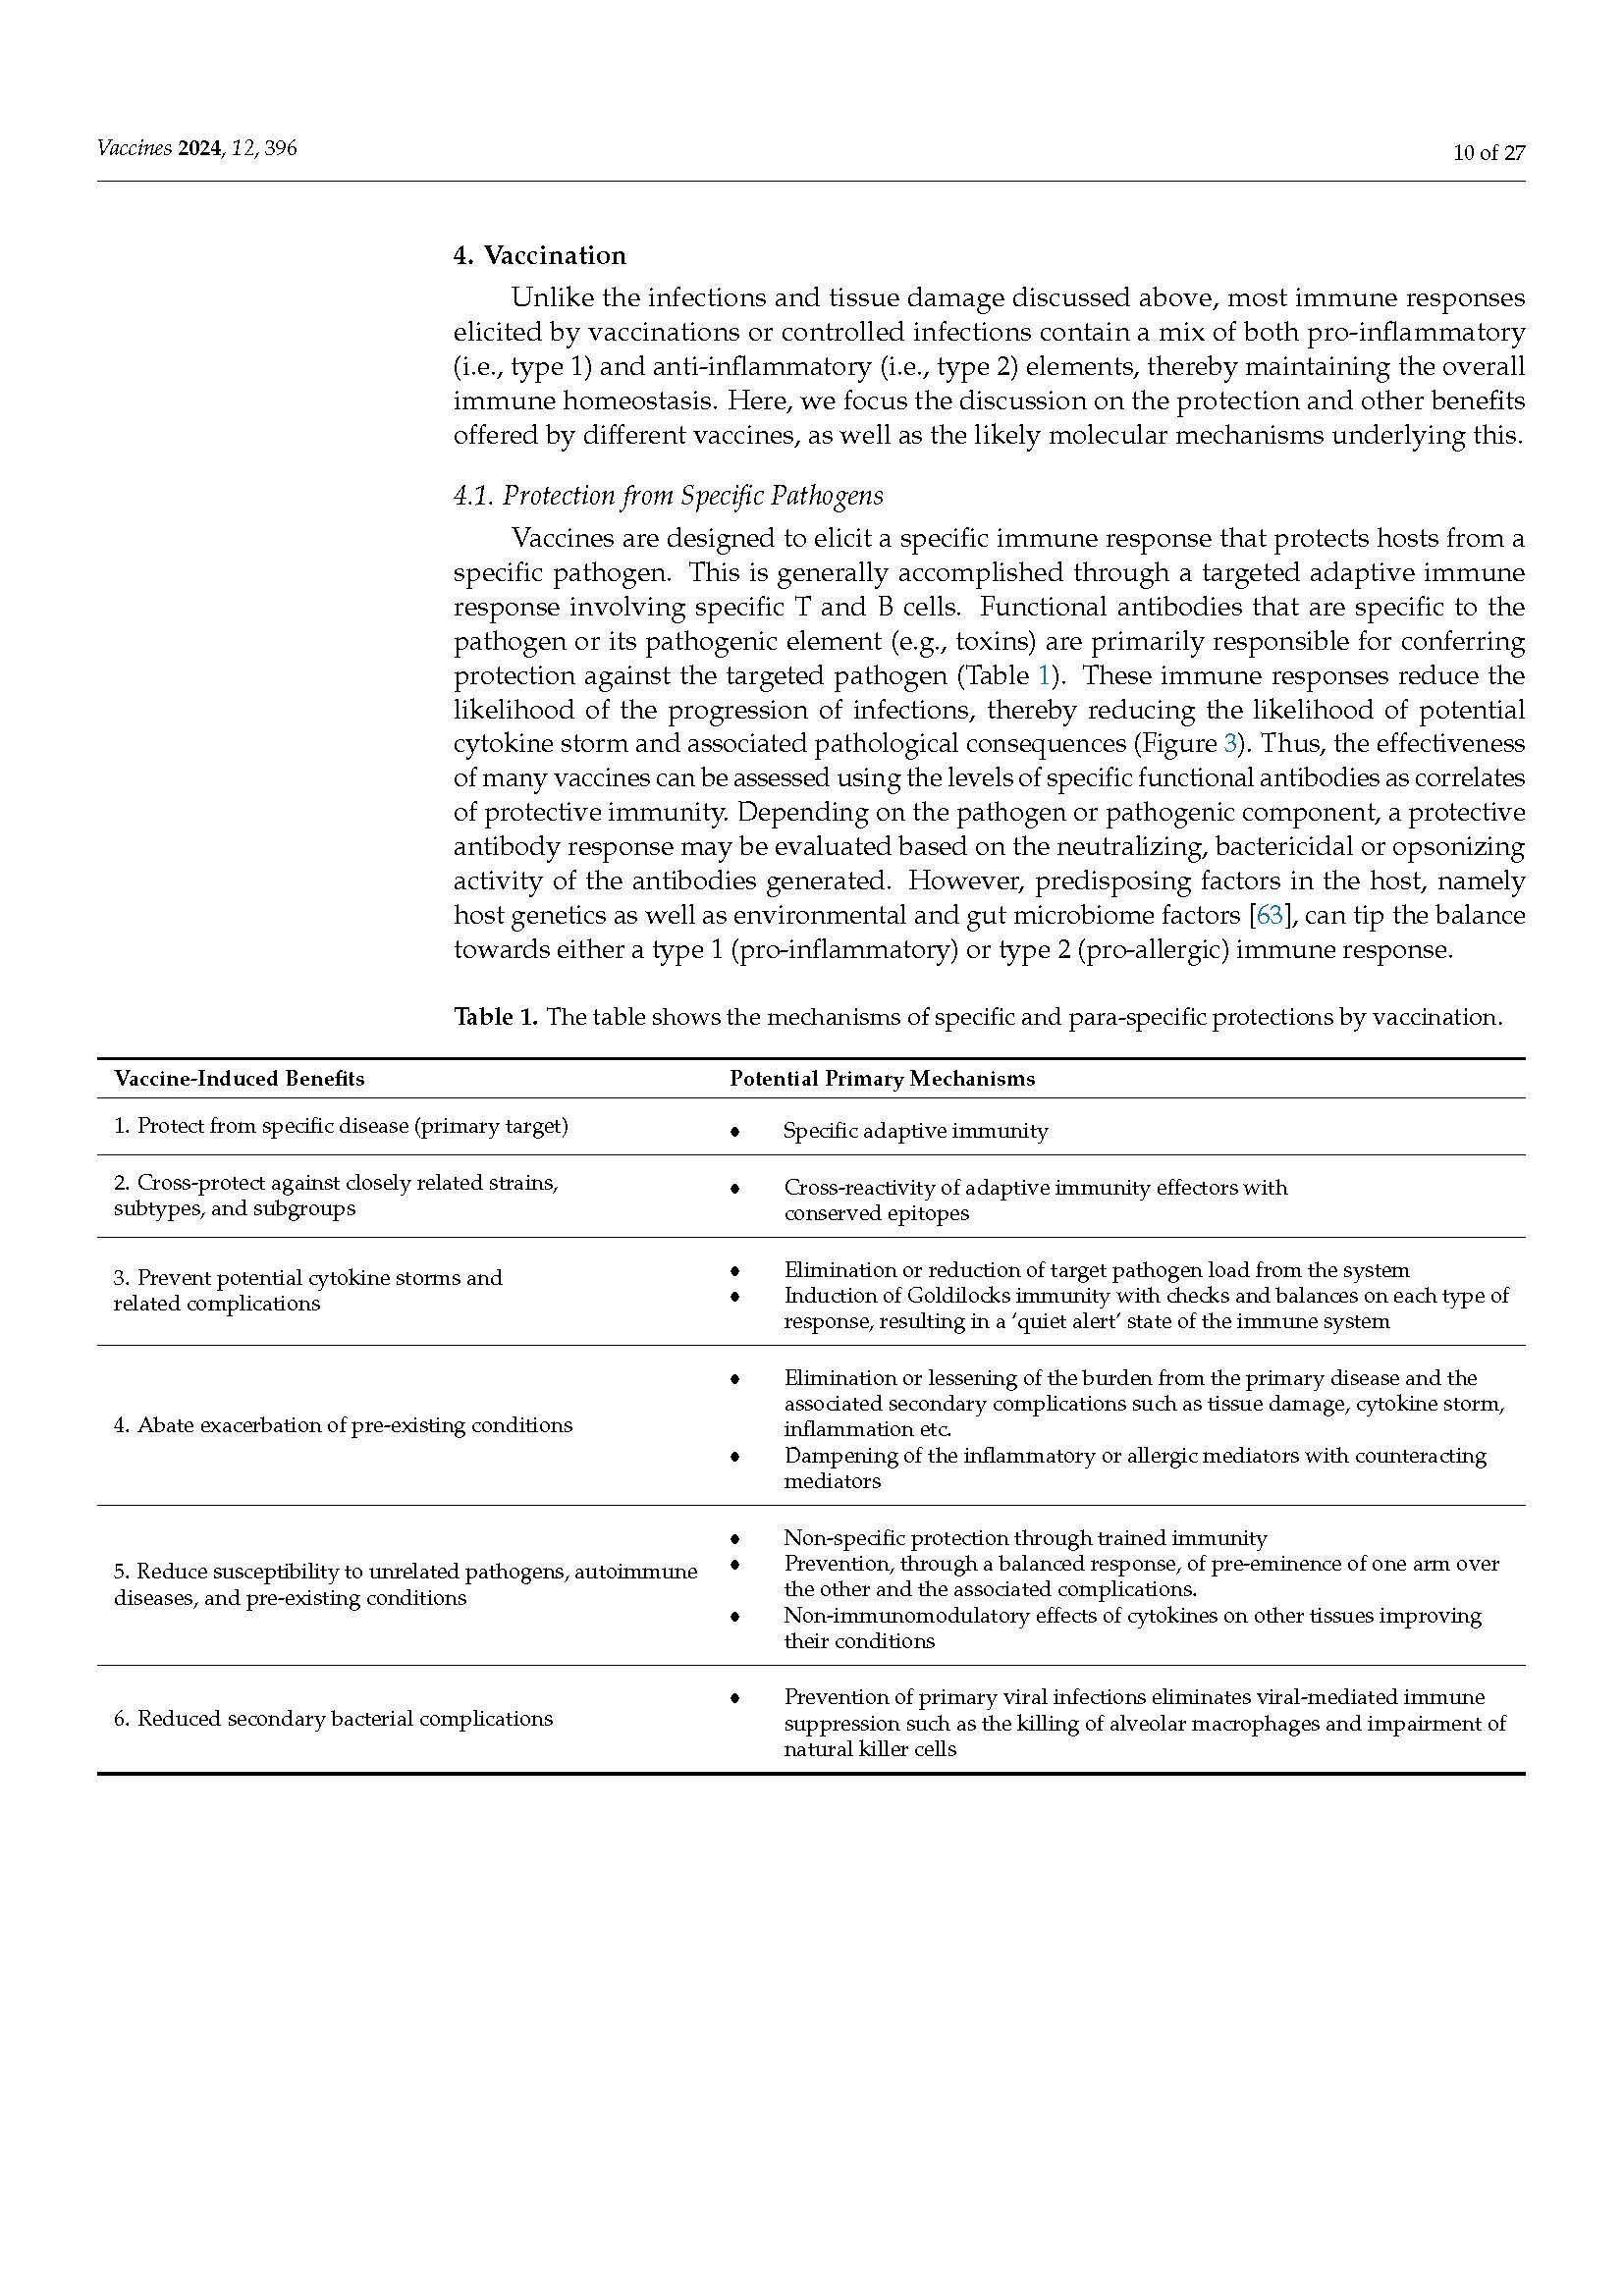 Vaccines 2024, 12, 396
10 of 27
4. Vaccination
Unlike the infections and tissue damage discussed above, most immune responses
elicited by vaccinations or controlled infections contain a mix of both pro-inflammatory
(i.e., type 1) and anti-inflammatory (i.e., type 2) elements, thereby maintaining the overall
immune homeostasis. Here, we focus the discussion on the protection and other benefits
offered by different vaccines, as well as the likely molecular mechanisms underlying this.
4.1. Protection from Specific Pathogens
Vaccines are designed to elicit a specific immune response that protects hosts from a
specific pathogen. This is generally accomplished through a targeted adaptive immune
response involving specific T and B cells. Functional antibodies that are specific to the
pathogen or its pathogenic element (e.g., toxins) are primarily responsible for conferring
protection against the targeted pathogen (Table 1). These immune responses reduce the
likelihood of the progression of infections, thereby reducing the likelihood of potential
cytokine storm and associated pathological consequences (Figure 3). Thus, the effectiveness
of many vaccines can be assessed using the levels of specific functional antibodies as correlates
of protective immunity. Depending on the pathogen or pathogenic component, a protective
antibody response may be evaluated based on the neutralizing, bactericidal or opsonizing
activity of the antibodies generated. However, predisposing factors in the host, namely
host genetics as well as environmental and gut microbiome factors [63], can tip the balance
towards either a type 1 (pro-inflammatory) or type 2 (pro-allergic) immune response.
Table 1. The table shows the mechanisms of specific and para-specific protections by vaccination.
Vaccine-Induced Benefits
Potential Primary Mechanisms
1. Protect from specific disease (primary target)
• Specific adaptive immunity
2. Cross-protect against closely related strains,
subtypes, and subgroups
• Cross-reactivity of adaptive immunity effectors with
conserved epitopes
3. Prevent potential cytokine storms and
related complications
• Elimination or reduction of target pathogen load from the system
• Induction of Goldilocks immunity with checks and balances on each type of
response, resulting in a ‘quiet alert’ state of the immune system
4. Abate exacerbation of pre-existing conditions
• Elimination or lessening of the burden from the primary disease and the
associated secondary complications such as tissue damage, cytokine storm,
inflammation etc.
• Dampening of the inflammatory or allergic mediators with counteracting
mediators
5. Reduce susceptibility to unrelated pathogens, autoimmune
diseases, and pre-existing conditions
• Non-specific protection through trained immunity
• Prevention, through a balanced response, of pre-eminence of one arm over
the other and the associated complications.
• Non-immunomodulatory effects of cytokines on other tissues improving
their conditions
6. Reduced secondary bacterial complications
• Prevention of primary viral infections eliminates viral-mediated immune
suppression such as the killing of alveolar macrophages and impairment of
natural killer cells